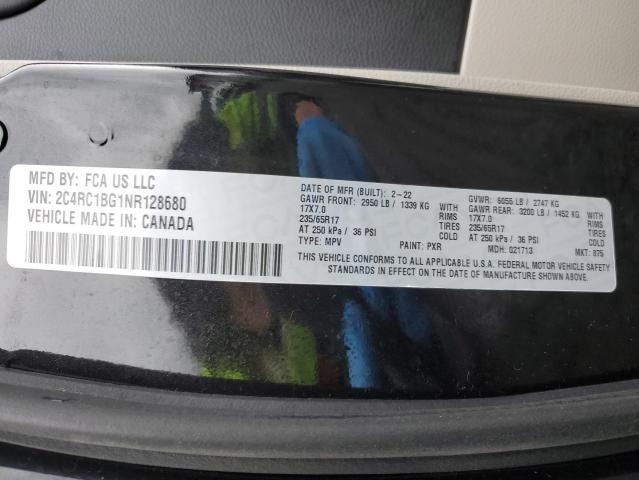 MFD BY: FCA US LLC
VIN: 2C4RC1BG1NR128680
VEHICLE MADE IN: CANADA
DATE OF MFR (BUILT): 2-22 GVWR: 6055 LB / 2747 KG
GAWR FRONT: 2950 LB / 1339 KG WITH GAWR REAR: 3200 LB / 1452 KG WITH
17X7.0 RIMS 17X7.0 RIMS
235/65R17 TIRES 235/65R17 TIRES
AT 250 kPa / 36 PSI COLD AT 250 kPa / 36 PSI COLD
TYPE: MPV PAINT: PXR MDH: 021713 MKT: 875
THIS VEHICLE CONFORMS TO ALL APPLICABLE U.S.A. FEDERAL MOTOR VEHICLE SAFETY
STANDARDS IN EFFECT ON THE DATE OF MANUFACTURE SHOWN ABOVE.